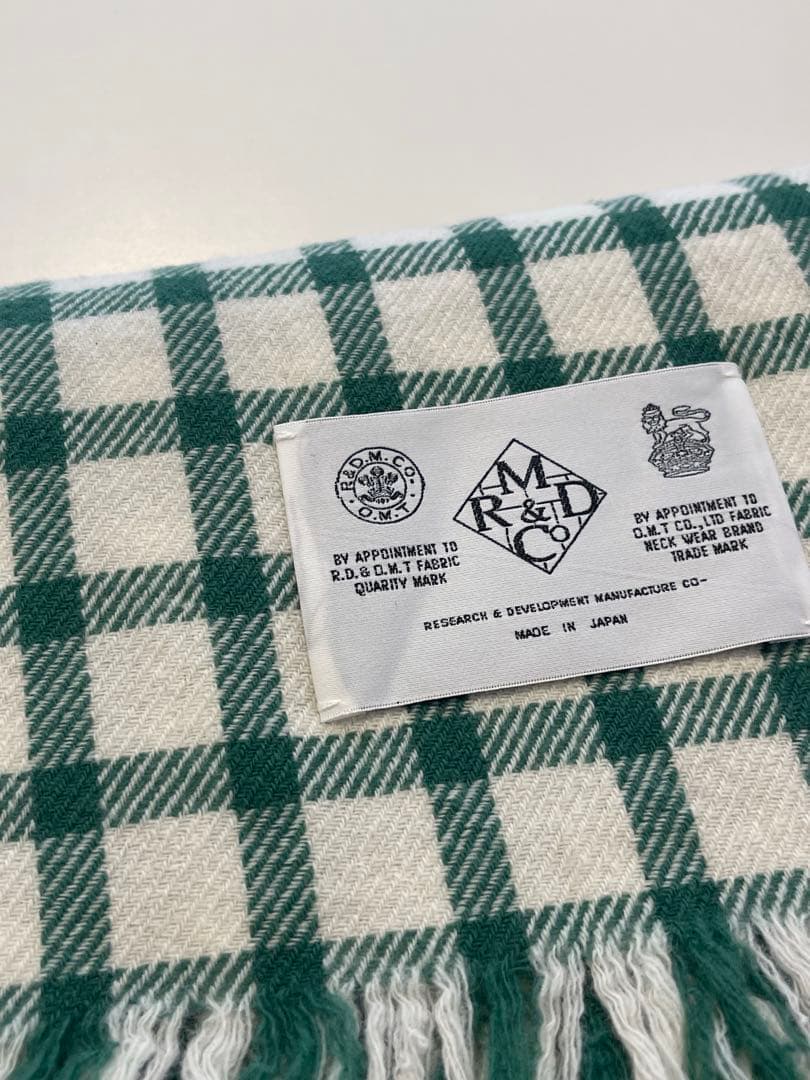 R.&D.M.Co.
O.M.T
BY APPOINTMENT TO
R.D.& O.M.T FABRIC
QUARITY MARK
M
R & D
Co
BY APPOINTMENT TO
O.M.T CO.,LTD FABRIC
NECK WEAR BRAND
TRADE MARK
RESEARCH & DEVELOPMENT MANUFACTURE CO-
MADE IN JAPAN